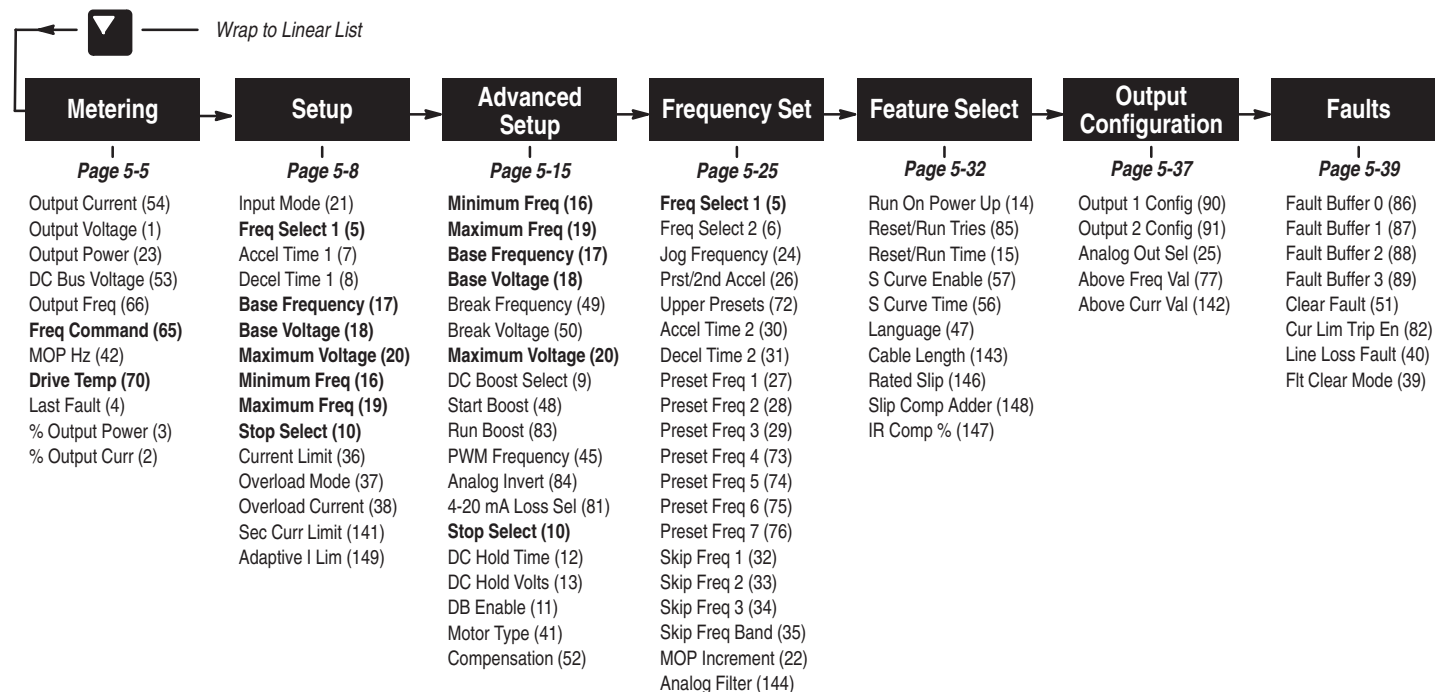 Wrap to Linear List
Metering
Page 5-5
Output Current (54)
Output Voltage (1)
Output Power (23)
DC Bus Voltage (53)
Output Freq (66)
Freq Command (65)
MOP Hz (42)
Drive Temp (70)
Last Fault (4)
% Output Power (3)
% Output Curr (2)
Setup
Page 5-8
Input Mode (21)
Freq Select 1 (5)
Accel Time 1 (7)
Decel Time 1 (8)
Base Frequency (17)
Base Voltage (18)
Maximum Voltage (20)
Minimum Freq (16)
Maximum Freq (19)
Stop Select (10)
Current Limit (36)
Overload Mode (37)
Overload Current (38)
Sec Curr Limit (141)
Adaptive I Lim (149)
Advanced
Setup
Page 5-15
Minimum Freq (16)
Maximum Freq (19)
Base Frequency (17)
Base Voltage (18)
Break Frequency (49)
Break Voltage (50)
Maximum Voltage (20)
DC Boost Select (9)
Start Boost (48)
Run Boost (83)
PWM Frequency (45)
Analog Invert (84)
4-20 mA Loss Sel (81)
Stop Select (10)
DC Hold Time (12)
DC Hold Volts (13)
DB Enable (11)
Motor Type (41)
Compensation (52)
Frequency Set
Page 5-25
Freq Select 1 (5)
Freq Select 2 (6)
Jog Frequency (24)
Prst/2nd Accel (26)
Upper Presets (72)
Accel Time 2 (30)
Decel Time 2 (31)
Preset Freq 1 (27)
Preset Freq 2 (28)
Preset Freq 3 (29)
Preset Freq 4 (73)
Preset Freq 5 (74)
Preset Freq 6 (75)
Preset Freq 7 (76)
Skip Freq 1 (32)
Skip Freq 2 (33)
Skip Freq 3 (34)
Skip Freq Band (35)
MOP Increment (22)
Analog Filter (144)
Feature Select
Page 5-32
Run On Power Up (14)
Reset/Run Tries (85)
Reset/Run Time (15)
S Curve Enable (57)
S Curve Time (56)
Language (47)
Cable Length (143)
Rated Slip (146)
Slip Comp Adder (148)
IR Comp % (147)
Output
Configuration
Page 5-37
Output 1 Config (90)
Output 2 Config (91)
Analog Out Sel (25)
Above Freq Val (77)
Above Curr Val (142)
Faults
Page 5-39
Fault Buffer 0 (86)
Fault Buffer 1 (87)
Fault Buffer 2 (88)
Fault Buffer 3 (89)
Clear Fault (51)
Cur Lim Trip En (82)
Line Loss Fault (40)
Flt Clear Mode (39)